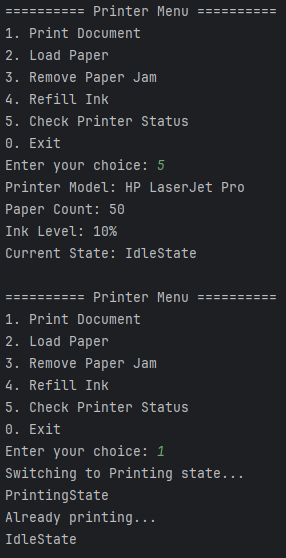 ========== Printer Menu ==========
1. Print Document
2. Load Paper
3. Remove Paper Jam
4. Refill Ink
5. Check Printer Status
0. Exit
Enter your choice: 5
Printer Model: HP LaserJet Pro
Paper Count: 50
Ink Level: 10%
Current State: IdleState

========== Printer Menu ==========
1. Print Document
2. Load Paper
3. Remove Paper Jam
4. Refill Ink
5. Check Printer Status
0. Exit
Enter your choice: 1
Switching to Printing state...
PrintingState
Already printing...
IdleState